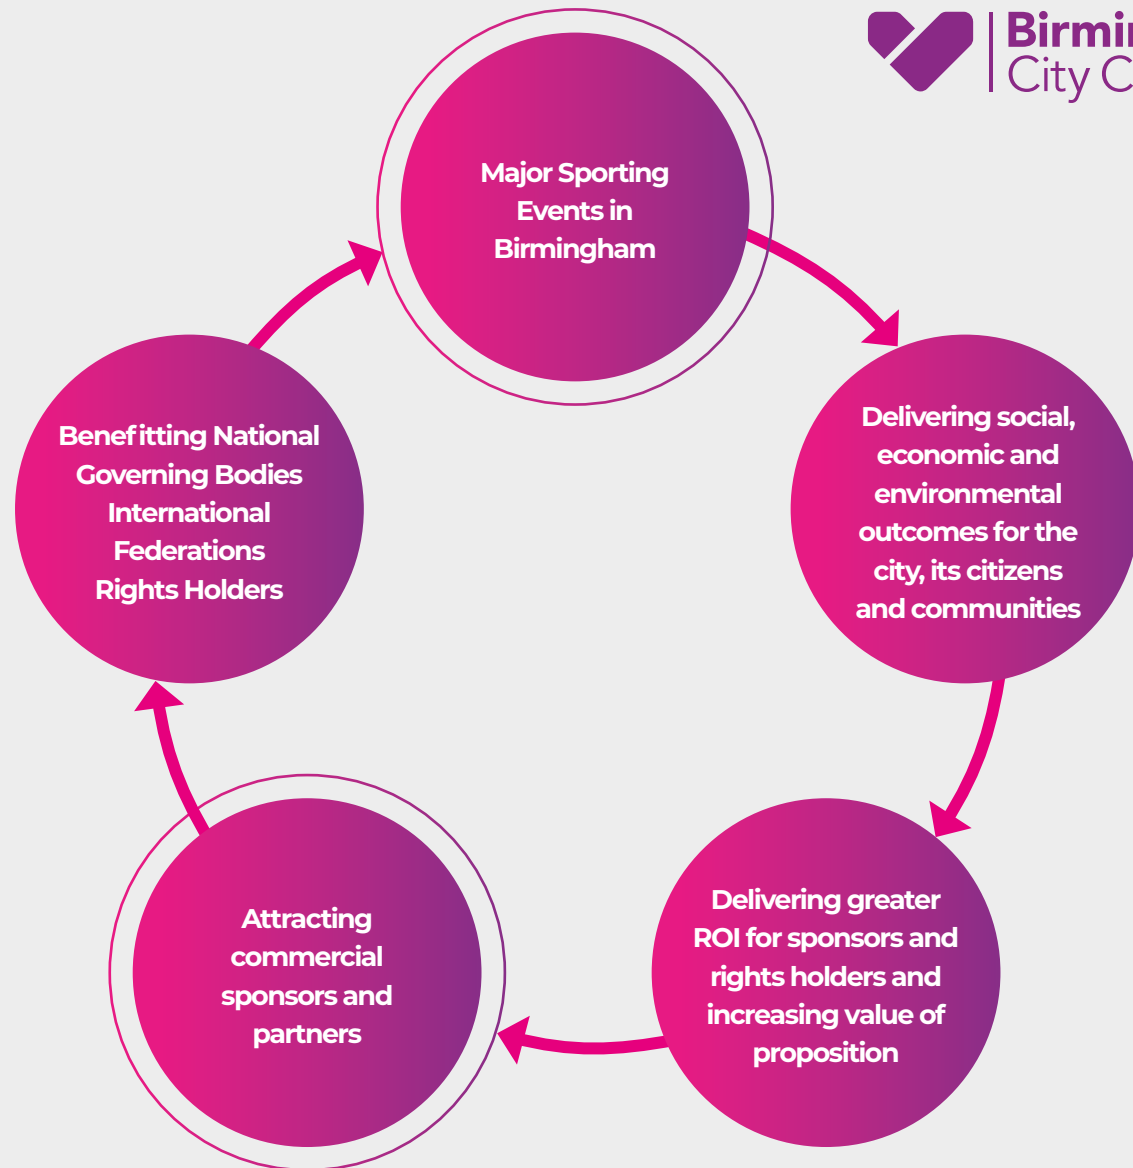 Birmin
City C
Major Sporting
Events in
Birmingham
Delivering social,
economic and
environmental
outcomes for the
city, its citizens
and communities
Delivering greater
ROI for sponsors and
rights holders and
increasing value of
proposition
Attracting
commercial
sponsors and
partners
Benefitting National
Governing Bodies
International
Federations
Rights Holders